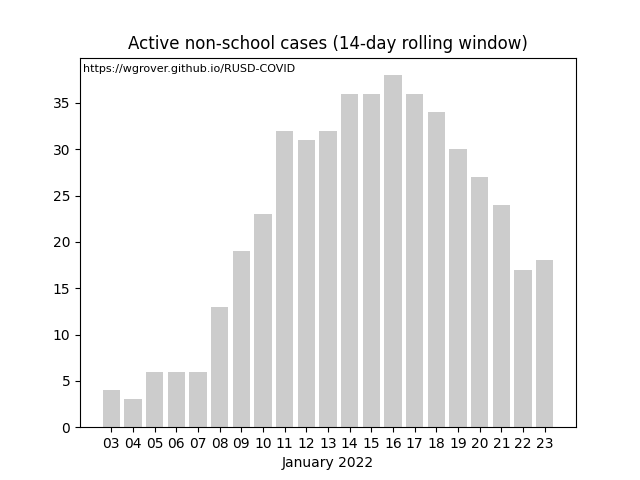 Active non-school cases (14-day rolling window)
https://wgrover.github.io/RUSD-COVID
35
30
25
20
15
10
5
0
03 04 05 06 07 08 09 10 11 12 13 14 15 16 17 18 19 20 21 22 23
January 2022